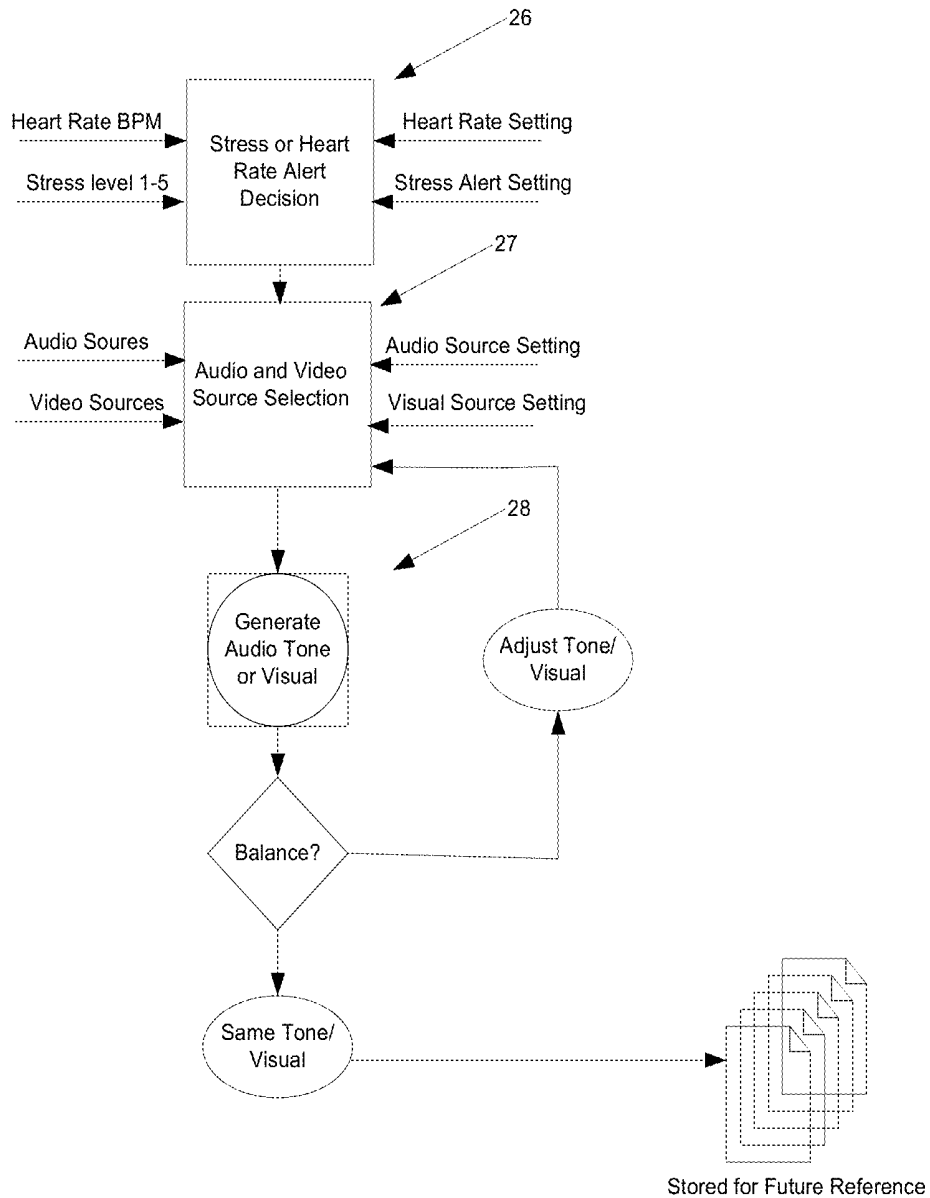 26
Heart Rate BPM
Heart Rate Setting
Stress or Heart
Rate Alert
Decision
Stress level 1-5
Stress Alert Setting
27
Audio Soures
Audio Source Setting
Audio and Video
Source Selection
Video Sources
Visual Source Setting
28
Generate
Audio Tone
or Visual
Adjust Tone/
Visual
Balance?
Same Tone/
Visual
Stored for Future Reference